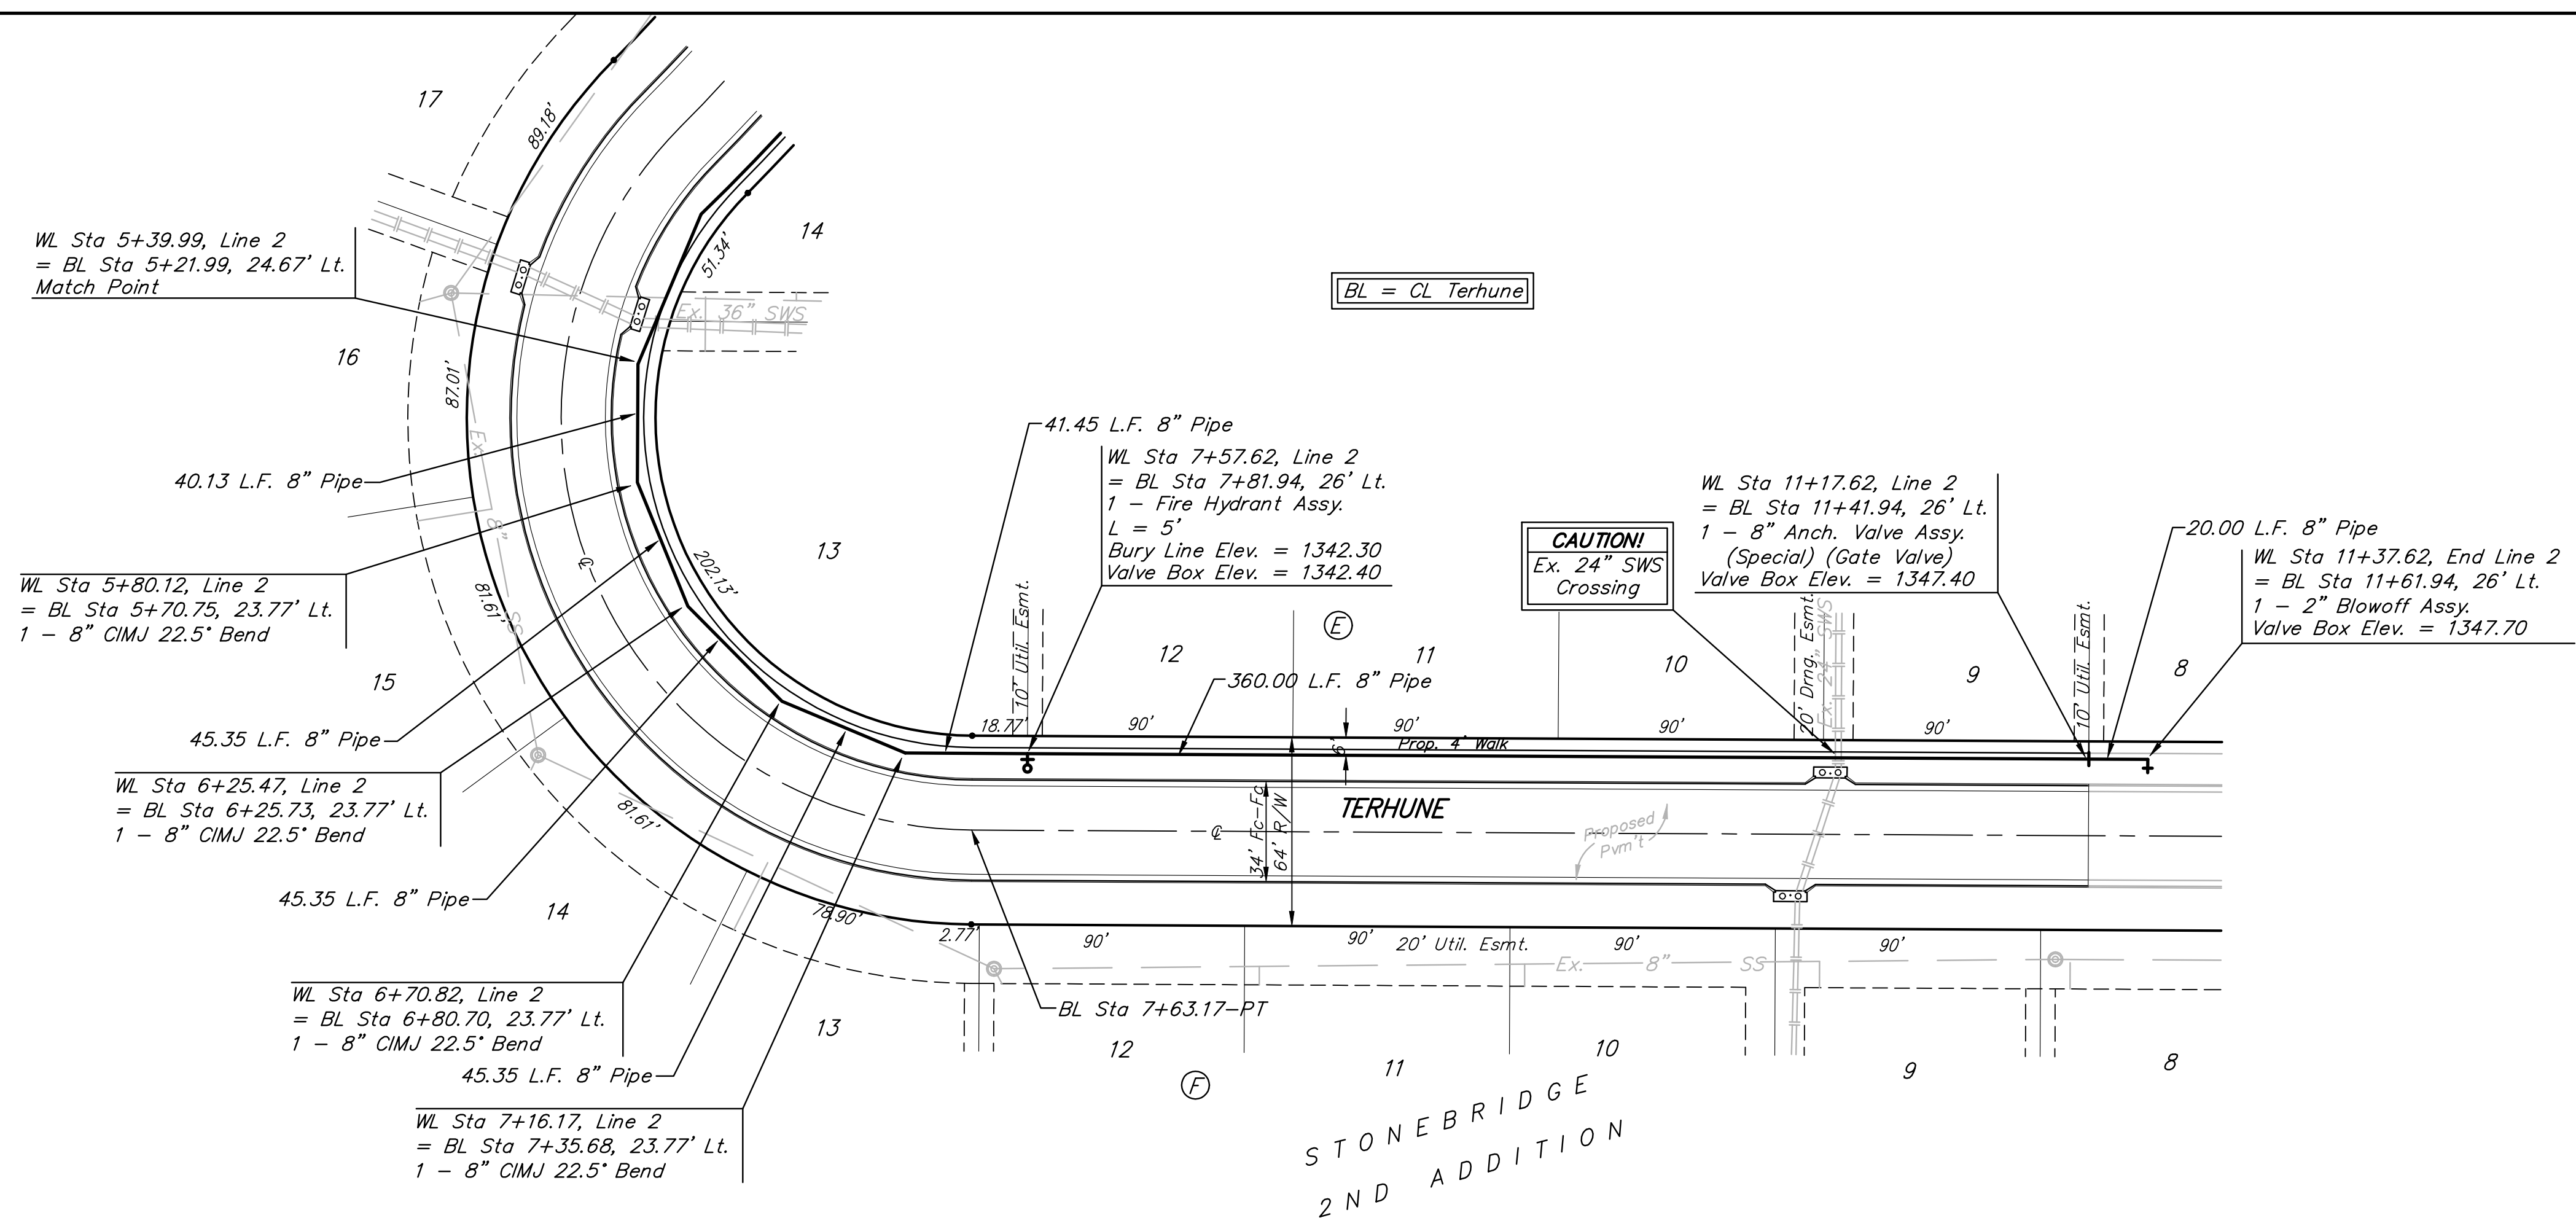 17
89.18'
14
51.34'
WL Sta 5+39.99, Line 2
= BL Sta 5+21.99, 24.67' Lt.
Match Point
BL = CL Terhune
Ex. 36" SWS
16
87.01'
Ex. 8" SS
40.13 L.F. 8" Pipe
41.45 L.F. 8" Pipe
WL Sta 7+57.62, Line 2
= BL Sta 7+81.94, 26' Lt.
1 - Fire Hydrant Assy.
L = 5'
Bury Line Elev. = 1342.30
Valve Box Elev. = 1342.40
CAUTION!
Ex. 24" SWS
Crossing
WL Sta 11+17.62, Line 2
= BL Sta 11+41.94, 26' Lt.
1 - 8" Anch. Valve Assy.
(Special) (Gate Valve)
Valve Box Elev. = 1347.40
20.00 L.F. 8" Pipe
WL Sta 11+37.62, End Line 2
= BL Sta 11+61.94, 26' Lt.
1 - 2" Blowoff Assy.
Valve Box Elev. = 1347.70
WL Sta 5+80.12, Line 2
= BL Sta 5+70.75, 23.77' Lt.
1 - 8" CIMJ 22.5° Bend
81.61'
℄
202.13'
13
10' Util. Esmt.
E
12
11
10
20' Drng. Esmt.
Ex. 24" SWS
9
10' Util. Esmt.
8
15
360.00 L.F. 8" Pipe
45.35 L.F. 8" Pipe
18.77'
90'
90'
90'
90'
6'
Prop. 4' Walk
WL Sta 6+25.47, Line 2
= BL Sta 6+25.73, 23.77' Lt.
1 - 8" CIMJ 22.5° Bend
81.61'
℄
34' Fc-Fc
64' R/W
TERHUNE
Proposed
Pvm't
45.35 L.F. 8" Pipe
14
78.90'
2.77'
90'
90'
20' Util. Esmt.
90'
90'
Ex. 8" SS
WL Sta 6+70.82, Line 2
= BL Sta 6+80.70, 23.77' Lt.
1 - 8" CIMJ 22.5° Bend
BL Sta 7+63.17-PT
13
12
11
10
9
8
45.35 L.F. 8" Pipe
F
WL Sta 7+16.17, Line 2
= BL Sta 7+35.68, 23.77' Lt.
1 - 8" CIMJ 22.5° Bend
STONEBRIDGE
2ND ADDITION